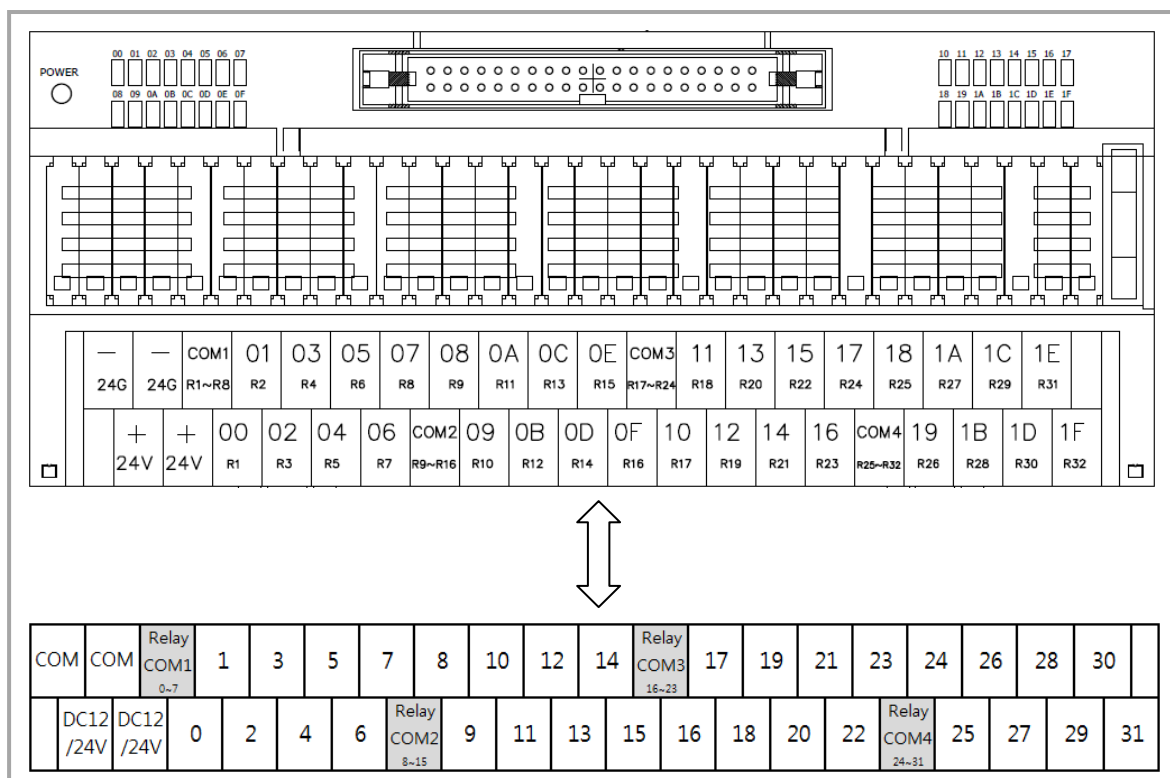 00 01 02 03 04 05 06 07
10 11 12 13 14 15 16 17
POWER
08 09 0A 0B 0C 0D 0E 0F
18 19 1A 1B 1C 1D 1E 1F
— — COM1 01 03 05 07 08 0A 0C 0E COM3 11 13 15 17 18 1A 1C 1E
24G 24G R1~R8 R2 R4 R6 R8 R9 R11 R13 R15 R17~R24 R18 R20 R22 R24 R25 R27 R29 R31
+ + 00 02 04 06 COM2 09 0B 0D 0F 10 12 14 16 COM4 19 1B 1D 1F
24V 24V R1 R3 R5 R7 R9~R16 R10 R12 R14 R16 R17 R19 R21 R23 R25~R32 R26 R28 R30 R32
Relay Relay
COM COM COM1 1 3 5 7 8 10 12 14 COM3 17 19 21 23 24 26 28 30
0~7 16~23
DC12 DC12 Relay Relay
/24V /24V 0 2 4 6 COM2 9 11 13 15 16 18 20 22 COM4 25 27 29 31
8~15 24~31